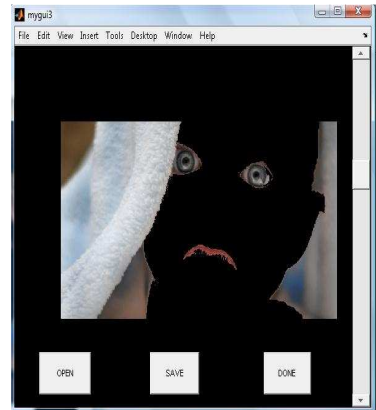 mygui3
File Edit View Insert Tools Desktop Window Help
OPEN SAVE DONE